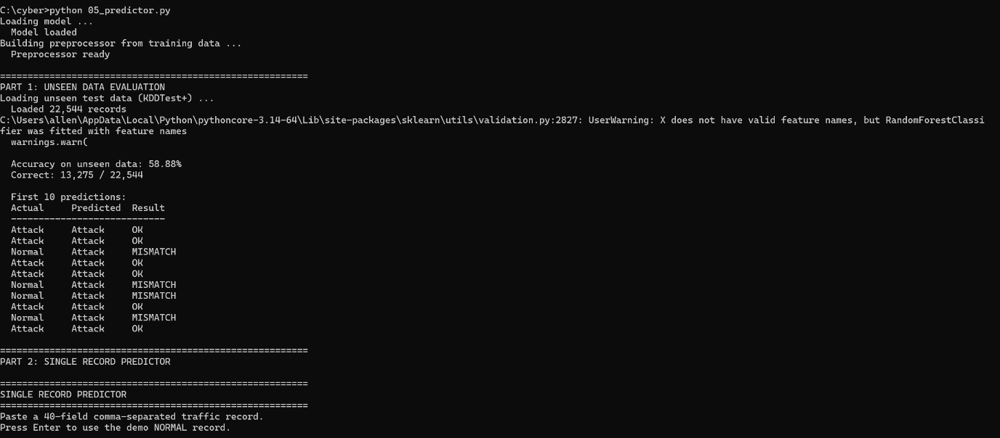 C:\cyber>python 05_predictor.py
Loading model ...
  Model loaded
Building preprocessor from training data ...
  Preprocessor ready
========================================================
PART 1: UNSEEN DATA EVALUATION
Loading unseen test data (KDDTest+) ...
  Loaded 22,544 records
C:\Users\allen\AppData\Local\Python\pythoncore-3.14-64\Lib\site-packages\sklearn\utils\validation.py:2827: UserWarning: X does not have valid feature names, but RandomForestClassi
fier was fitted with feature names
  warnings.warn(
  Accuracy on unseen data: 58.88%
  Correct: 13,275 / 22,544
  First 10 predictions:
  Actual     Predicted  Result
  ----------------------------
  Attack     Attack     OK
  Attack     Attack     OK
  Normal     Attack     MISMATCH
  Attack     Attack     OK
  Attack     Attack     OK
  Normal     Attack     MISMATCH
  Normal     Attack     MISMATCH
  Attack     Attack     OK
  Normal     Attack     MISMATCH
  Attack     Attack     OK
========================================================
PART 2: SINGLE RECORD PREDICTOR
========================================================
SINGLE RECORD PREDICTOR
========================================================
Paste a 40-field comma-separated traffic record.
Press Enter to use the demo NORMAL record.